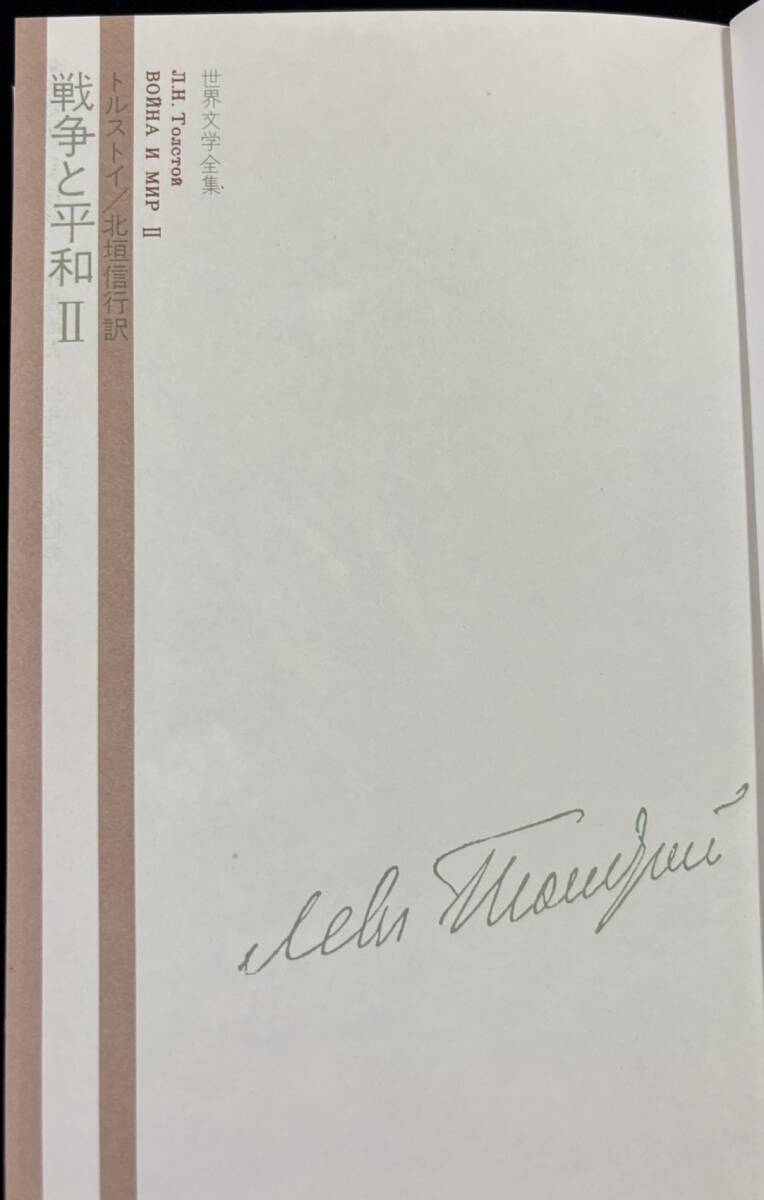 世界文学全集
Л.Н. Толстой
ВОЙНА И МИР II
トルストイ／北垣信行訳
戦争と平和 II
Левъ Толстой